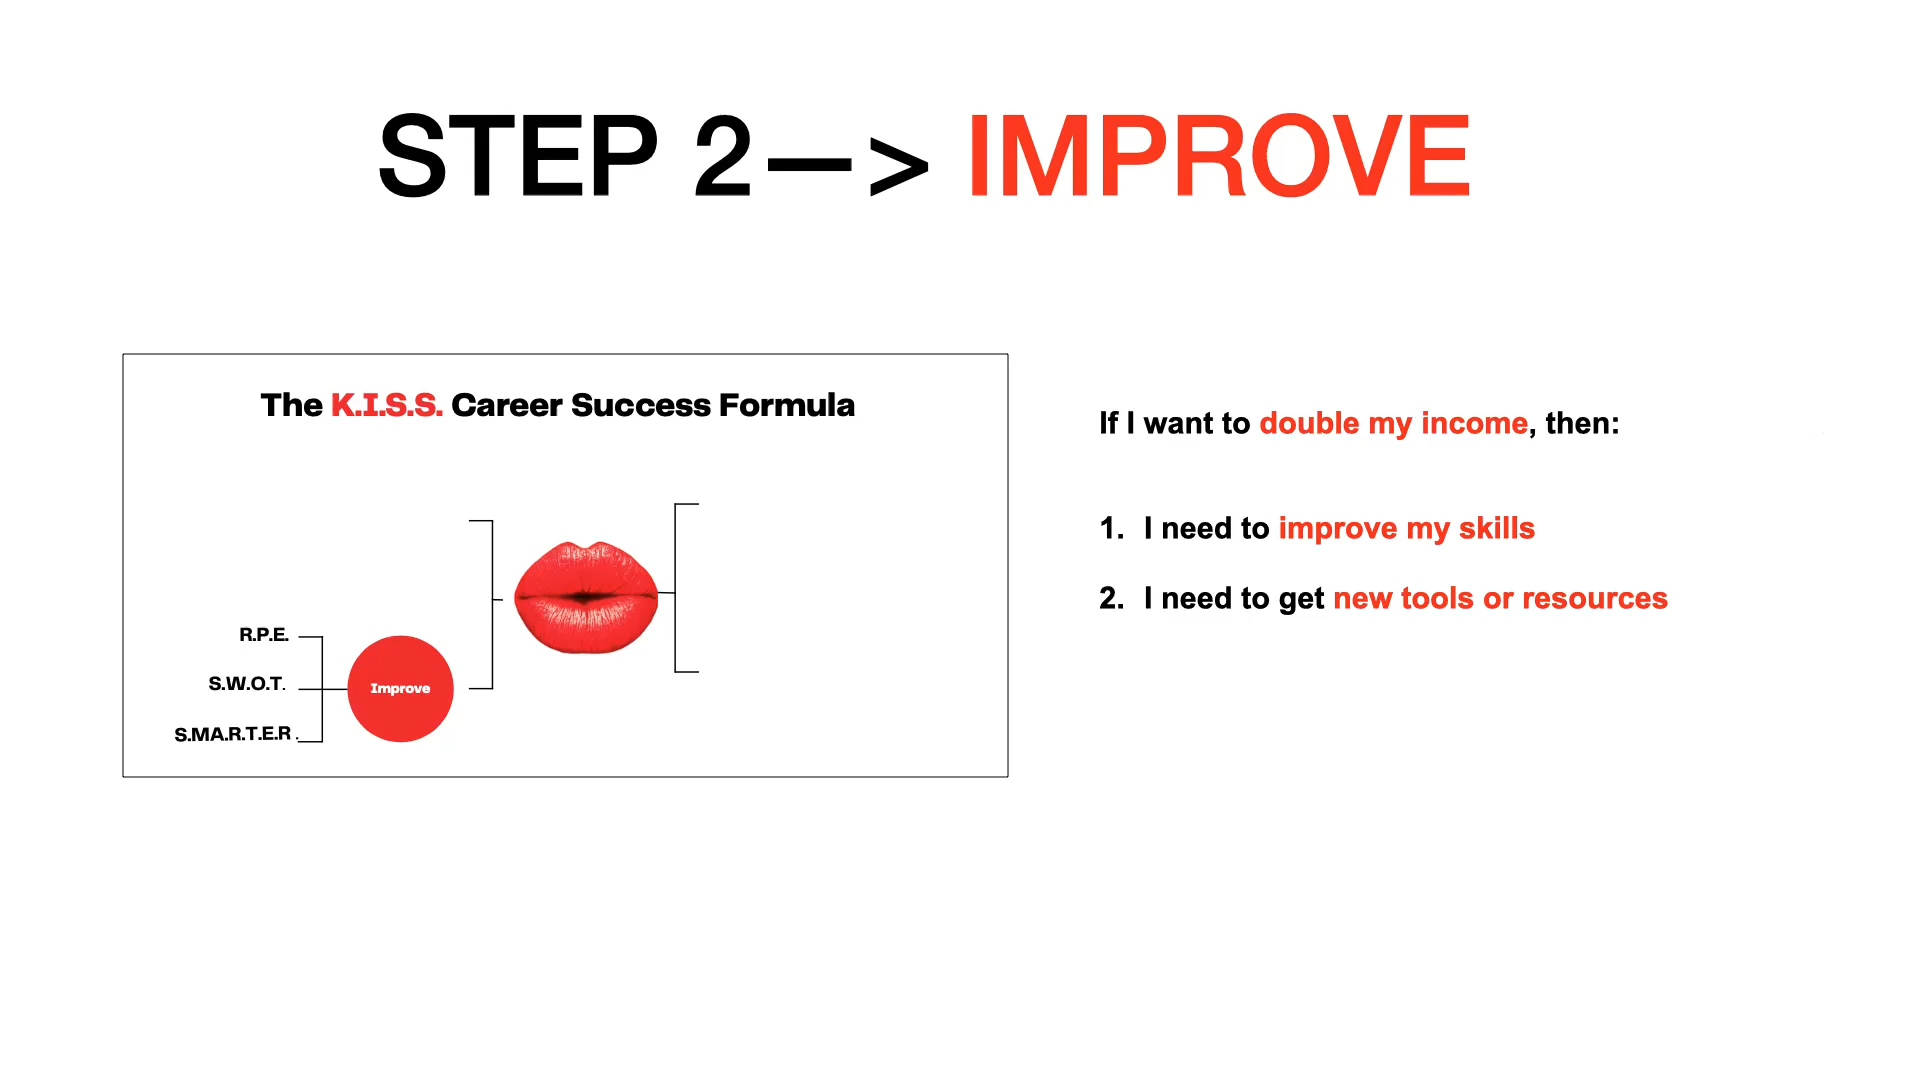 STEP 2—> IMPROVE
The K.I.S.S. Career Success Formula
R.P.E.
S.W.O.T.
S.MA.R.T.E.R .
Improve
If I want to double my income, then:
1. I need to improve my skills
2. I need to get new tools or resources